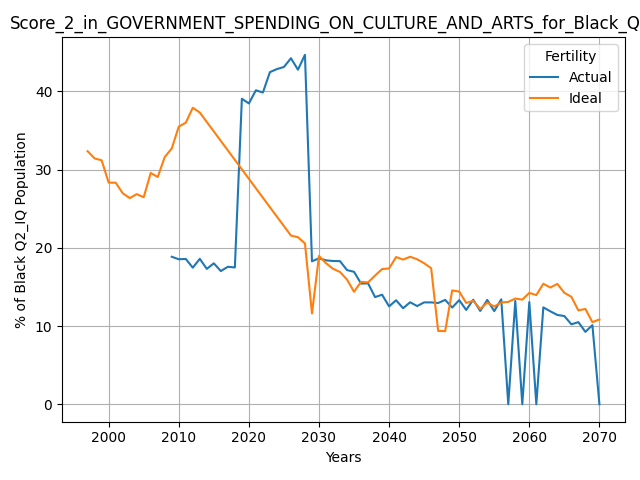 Score_2_in_GOVERNMENT_SPENDING_ON_CULTURE_AND_ARTS_for_Black_Q
Fertility
Actual
Ideal
% of Black Q2_IQ Population
40
30
20
10
0
2000 2010 2020 2030 2040 2050 2060 2070
Years